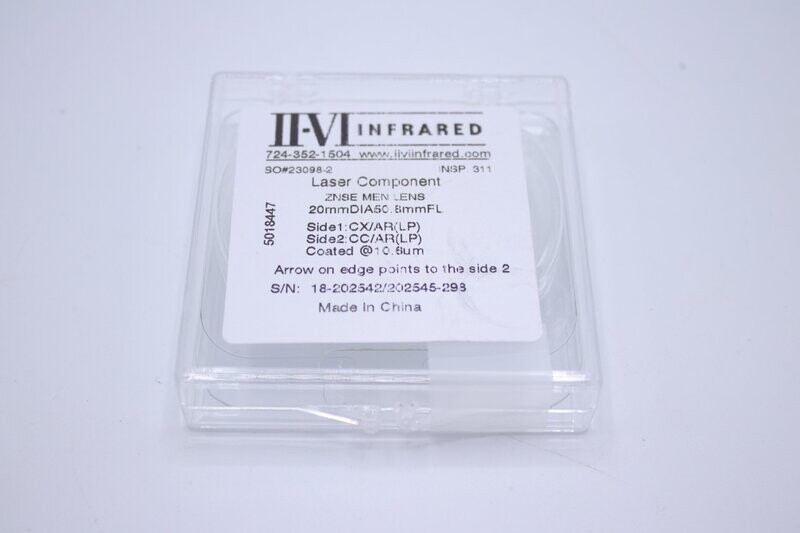 II-VI INFRARED
724-352-1504 www.iiviinfrared.com
SO#23098-2 INSP. 311
Laser Component
ZNSE MEN LENS
20mmDIA50.8mmFL
5018447
Side1:CX/AR(LP)
Side2:CC/AR(LP)
Coated @10.6um
Arrow on edge points to the side 2
S/N: 18-202542/202545-298
Made In China